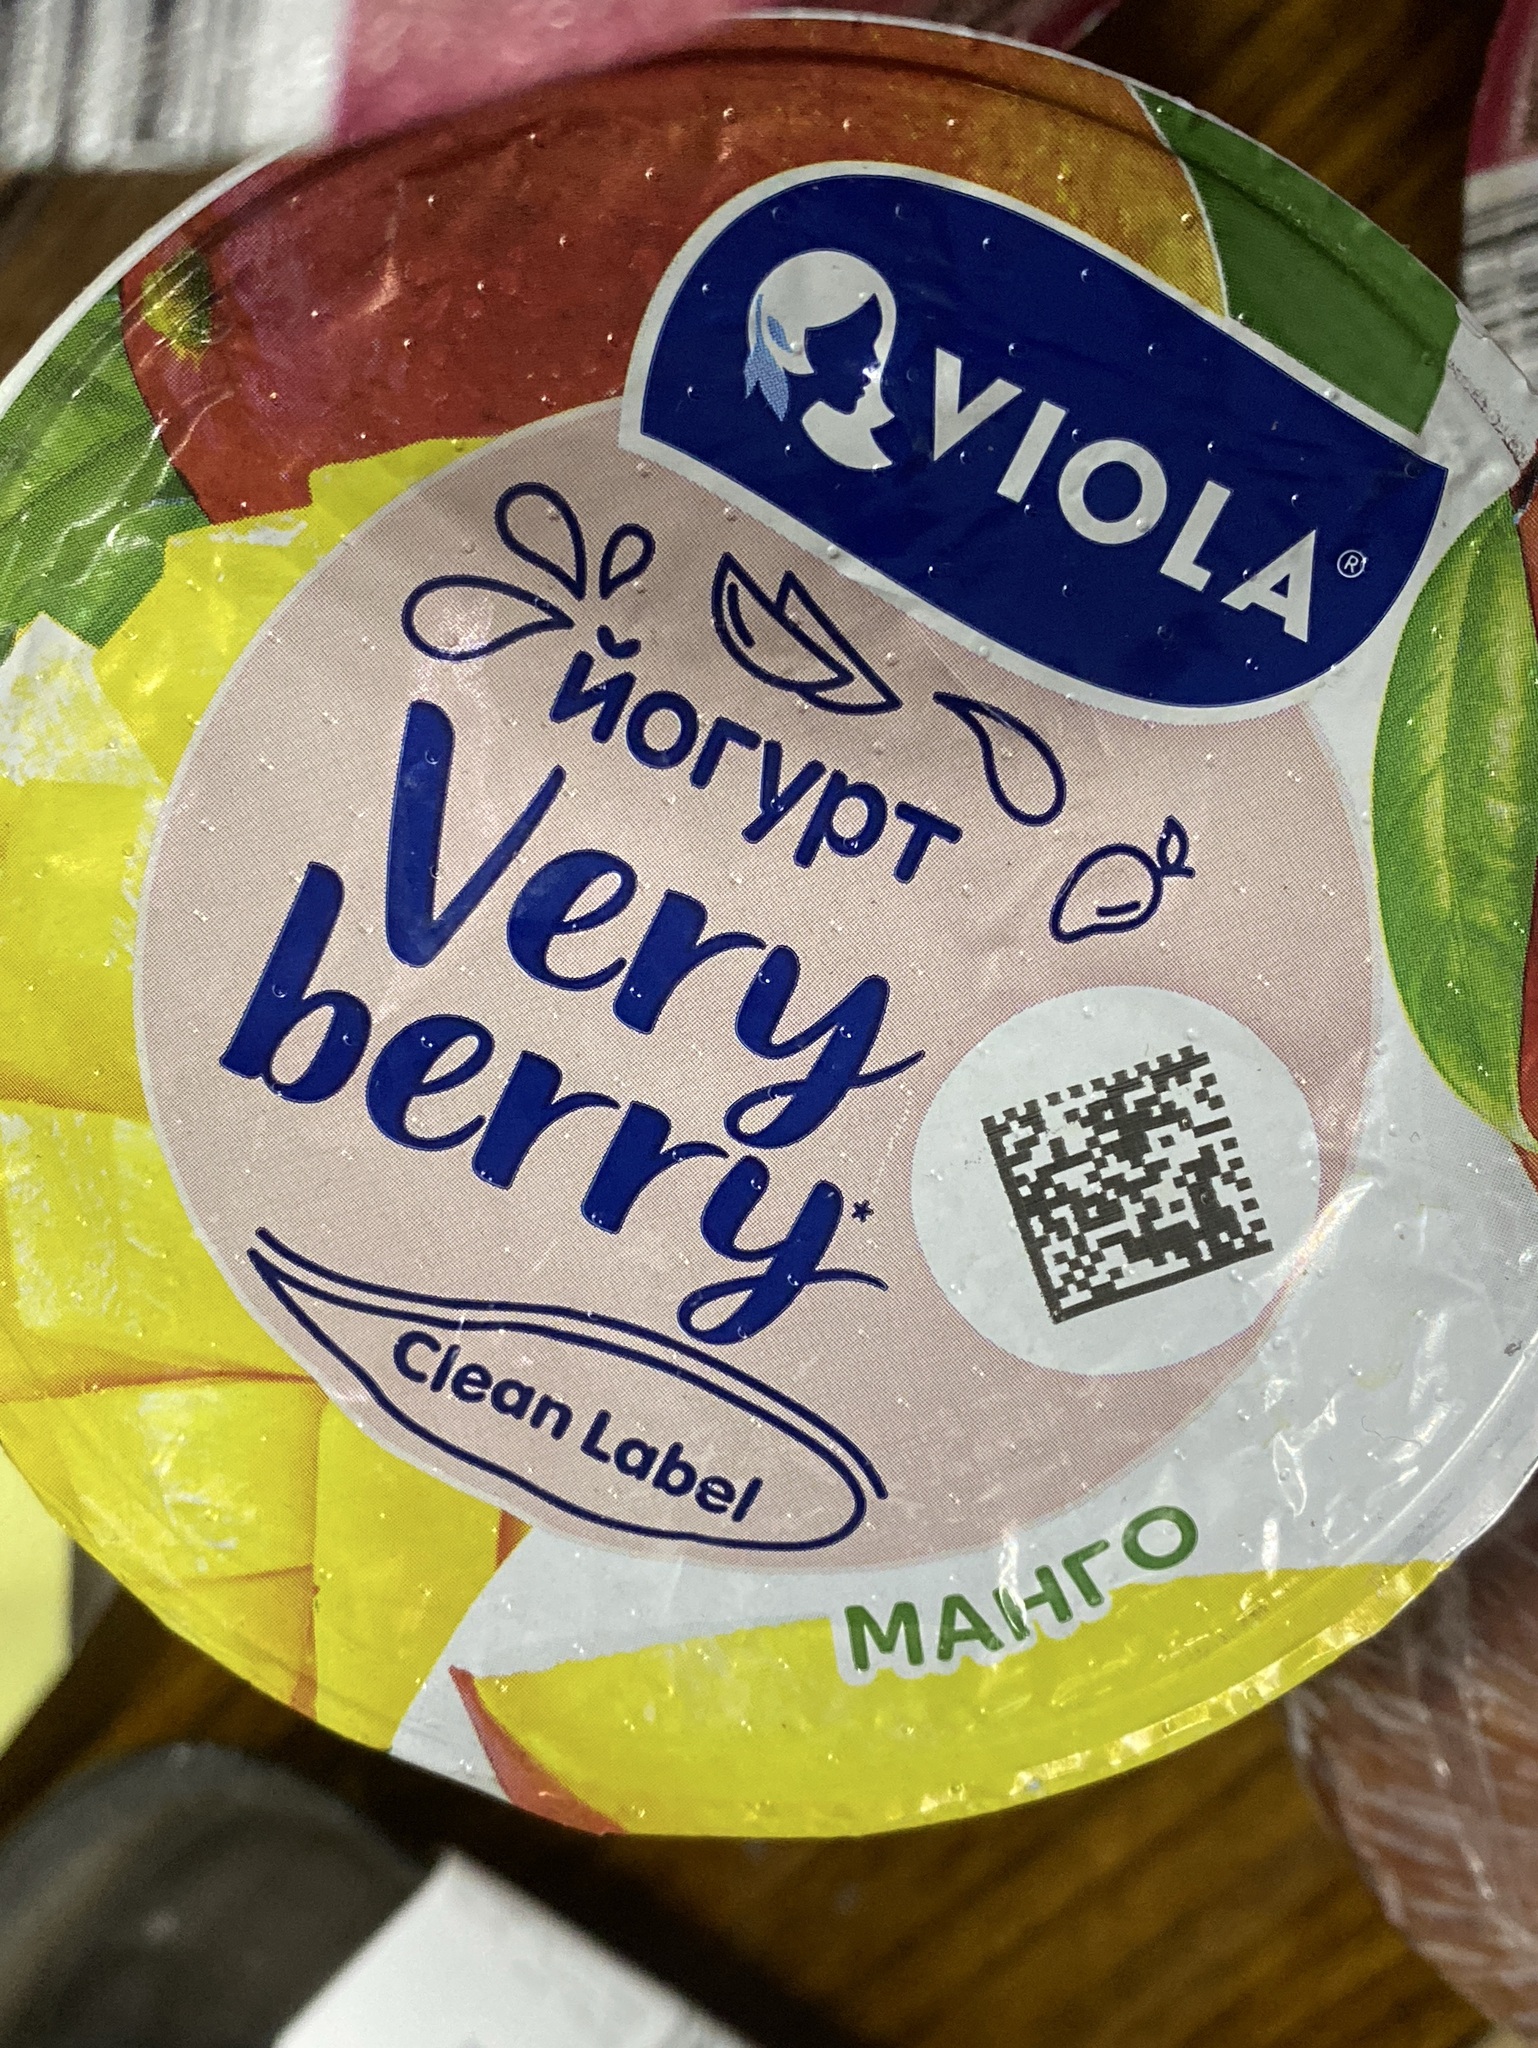 VIOLA®
йогурт
Very
berry*
Clean Label
МАНГО